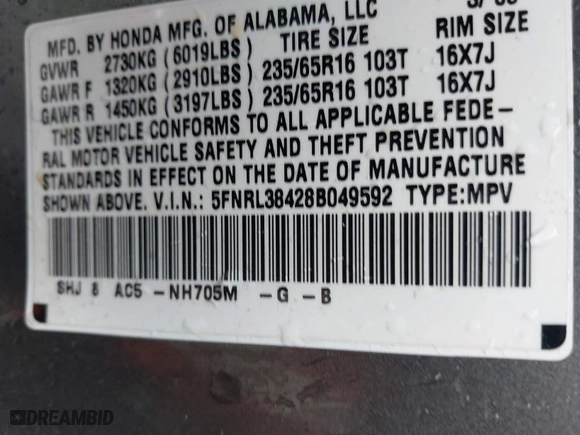 MFD. BY HONDA MFG. OF ALABAMA, LLC
GVWR 2730KG (6019LBS) TIRE SIZE RIM SIZE
GAWR F 1320KG (2910LBS) 235/65R16 103T 16X7J
GAWR R 1450KG (3197LBS) 235/65R16 103T 16X7J
THIS VEHICLE CONFORMS TO ALL APPLICABLE FEDE-
RAL MOTOR VEHICLE SAFETY AND THEFT PREVENTION
STANDARDS IN EFFECT ON THE DATE OF MANUFACTURE
SHOWN ABOVE. V.I.N.: 5FNRL38428B049592 TYPE:MPV
SHJ 8 AC5 -NH705M -G -B
DREAMBID